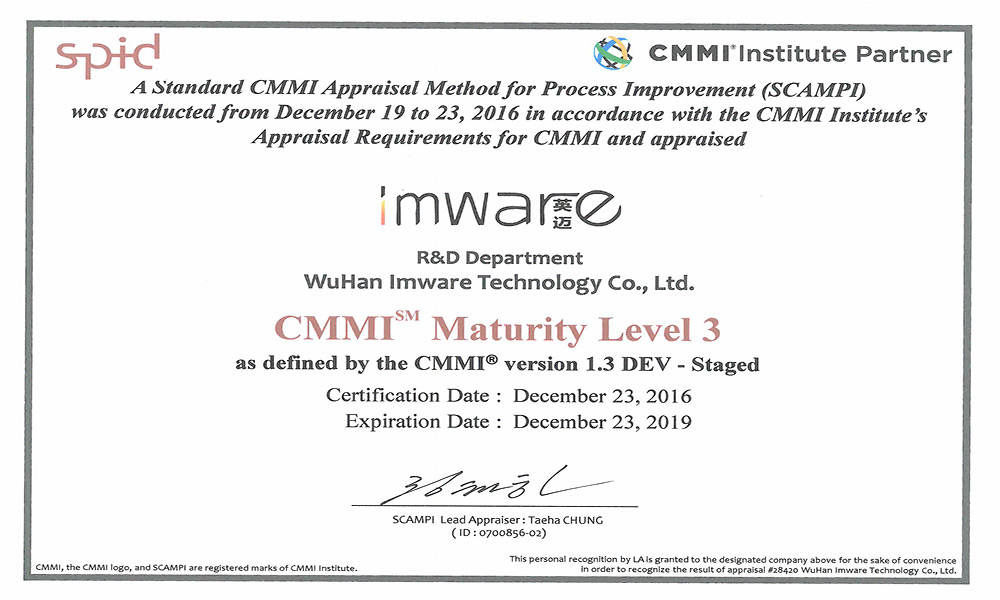 spid
CMMI® Institute Partner
A Standard CMMI Appraisal Method for Process Improvement (SCAMPI)
was conducted from December 19 to 23, 2016 in accordance with the CMMI Institute's
Appraisal Requirements for CMMI and appraised
imware 英迈
R&D Department
WuHan Imware Technology Co., Ltd.
CMMI℠ Maturity Level 3
as defined by the CMMI® version 1.3 DEV - Staged
Certification Date : December 23, 2016
Expiration Date : December 23, 2019
SCAMPI Lead Appraiser : Taeha CHUNG
( ID : 0700856-02)
This personal recognition by LA is granted to the designated company above for the sake of convenience
CMMI, the CMMI logo, and SCAMPI are registered marks of CMMI Institute.
in order to recognize the result of appraisal #28420 WuHan Imware Technology Co., Ltd.